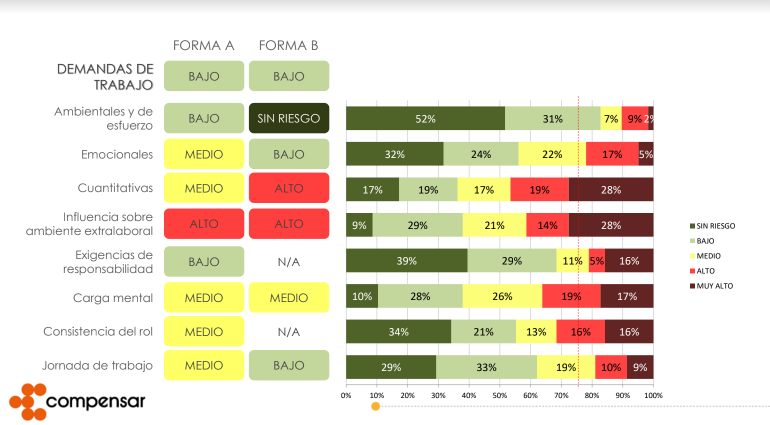 FORMA A FORMA B
DEMANDAS DE
TRABAJO
BAJO BAJO
Ambientales y de
esfuerzo
BAJO SIN RIESGO 52% 31% 7% 9% 2%
Emocionales MEDIO BAJO 32% 24% 22% 17% 5%
Cuantitativas MEDIO ALTO 17% 19% 17% 19% 28%
Influencia sobre
ambiente extralaboral
ALTO ALTO 9% 29% 21% 14% 28%
Exigencias de
responsabilidad
BAJO N/A 39% 29% 11% 5% 16%
Carga mental MEDIO MEDIO 10% 28% 26% 19% 17%
Consistencia del rol MEDIO N/A 34% 21% 13% 16% 16%
Jornada de trabajo MEDIO BAJO 29% 33% 19% 10% 9%
0% 10% 20% 30% 40% 50% 60% 70% 80% 90% 100%
SIN RIESGO
BAJO
MEDIO
ALTO
MUY ALTO
compensar